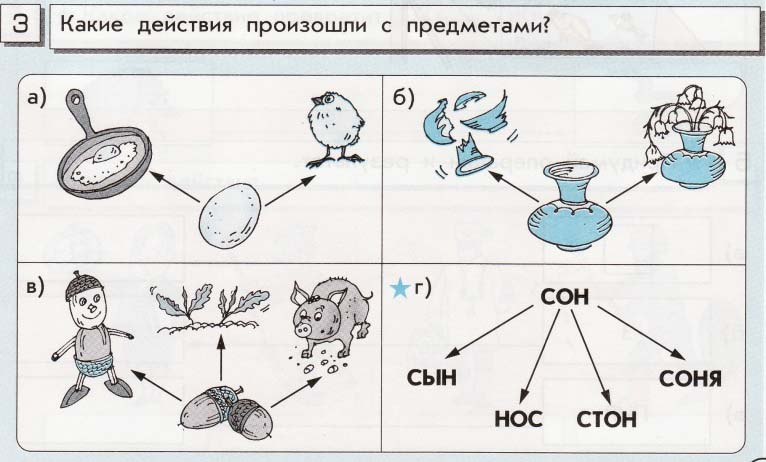 3 Какие действия произошли с предметами?
а)
б)
в)
г)
СОН
СЫН
СОНЯ
НОС СТОН